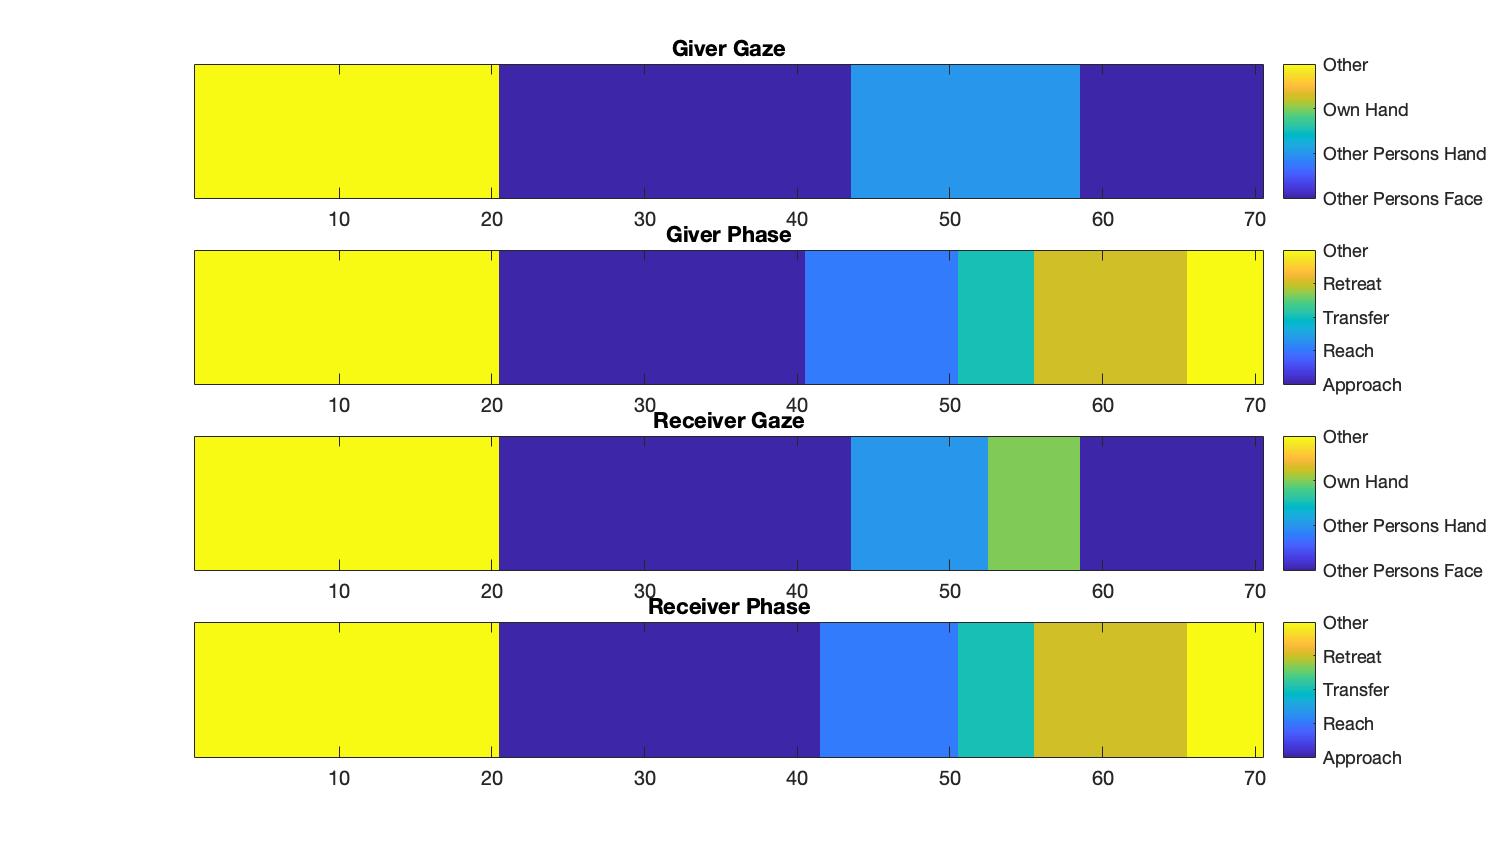 Giver Gaze
Other
Own Hand
Other Persons Hand
Other Persons Face
10 20 30 40 50 60 70
Giver Phase
Other
Retreat
Transfer
Reach
Approach
10 20 30 40 50 60 70
Receiver Gaze
Other
Own Hand
Other Persons Hand
Other Persons Face
10 20 30 40 50 60 70
Receiver Phase
Other
Retreat
Transfer
Reach
Approach
10 20 30 40 50 60 70